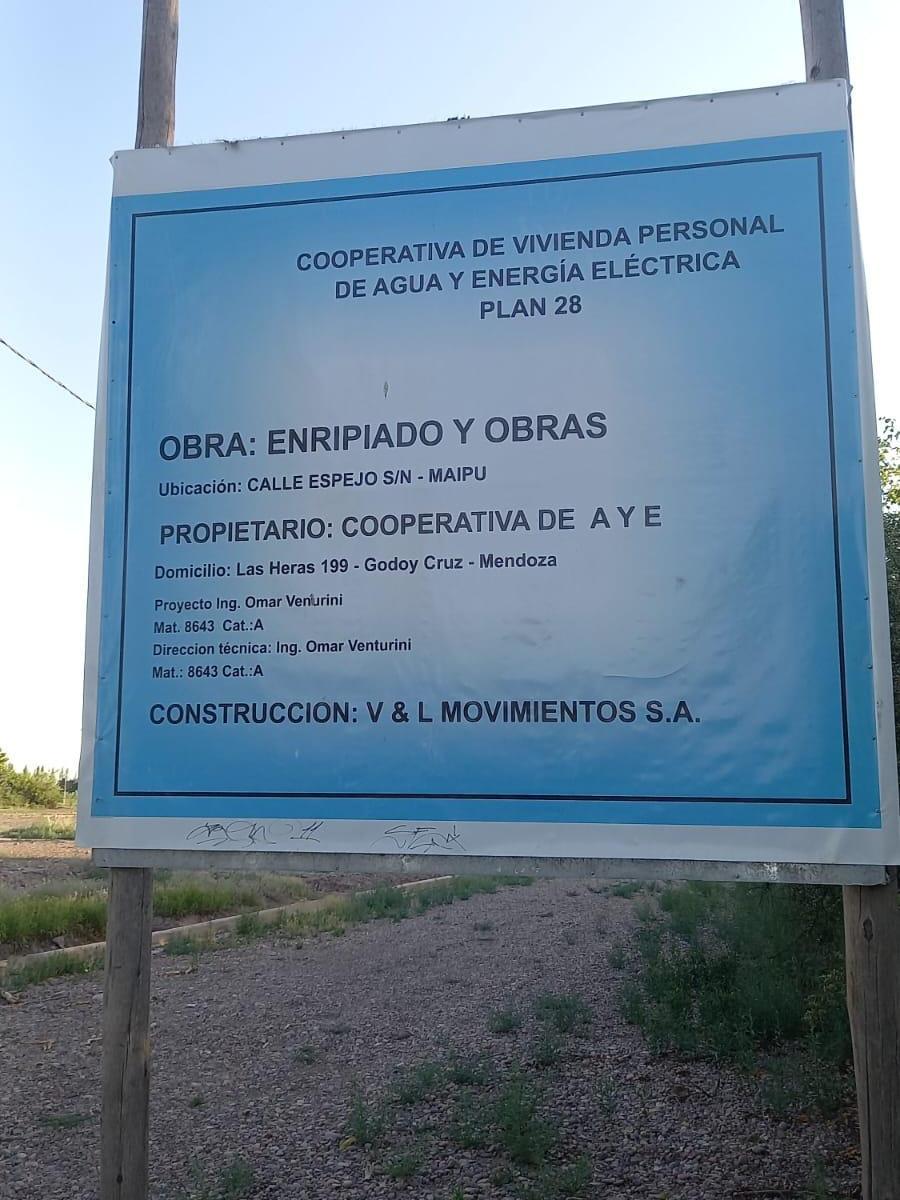 COOPERATIVA DE VIVIENDA PERSONAL
DE AGUA Y ENERGÍA ELÉCTRICA
PLAN 28
OBRA: ENRIPIADO Y OBRAS
Ubicación: CALLE ESPEJO S/N - MAIPU
PROPIETARIO: COOPERATIVA DE A Y E
Domicilio: Las Heras 199 - Godoy Cruz - Mendoza
Proyecto Ing. Omar Venturini
Mat. 8643 Cat.:A
Direccion técnica: Ing. Omar Venturini
Mat.: 8643 Cat.:A
CONSTRUCCION: V & L MOVIMIENTOS S.A.